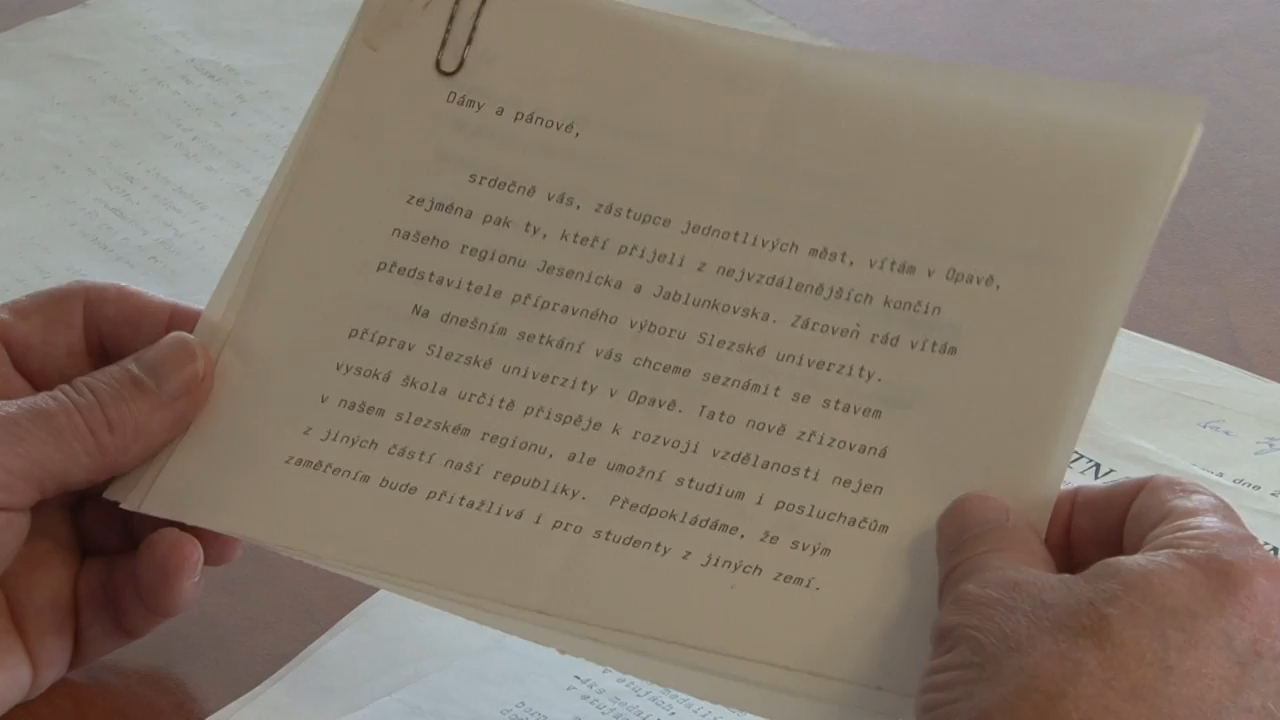 Dámy a pánové,
srdečně vás, zástupce jednotlivých měst, vítám v Opavě,
zejména pak ty, kteří přijeli z nejvzdálenějších končin
našeho regionu Jesenicka a Jablunkovska. Zároveň rád vítám
představitele přípravného výboru Slezské univerzity.
Na dnešním setkání vás chceme seznámit se stavem
příprav Slezské univerzity v Opavě. Tato nově zřizovaná
vysoká škola určitě přispěje k rozvoji vzdělanosti nejen
v našem slezském regionu, ale umožní studium i posluchačům
z jiných částí naší republiky. Předpokládáme, že svým
zaměřením bude přitažlivá i pro studenty z jiných zemí.
dne
v etujách,
v etujá